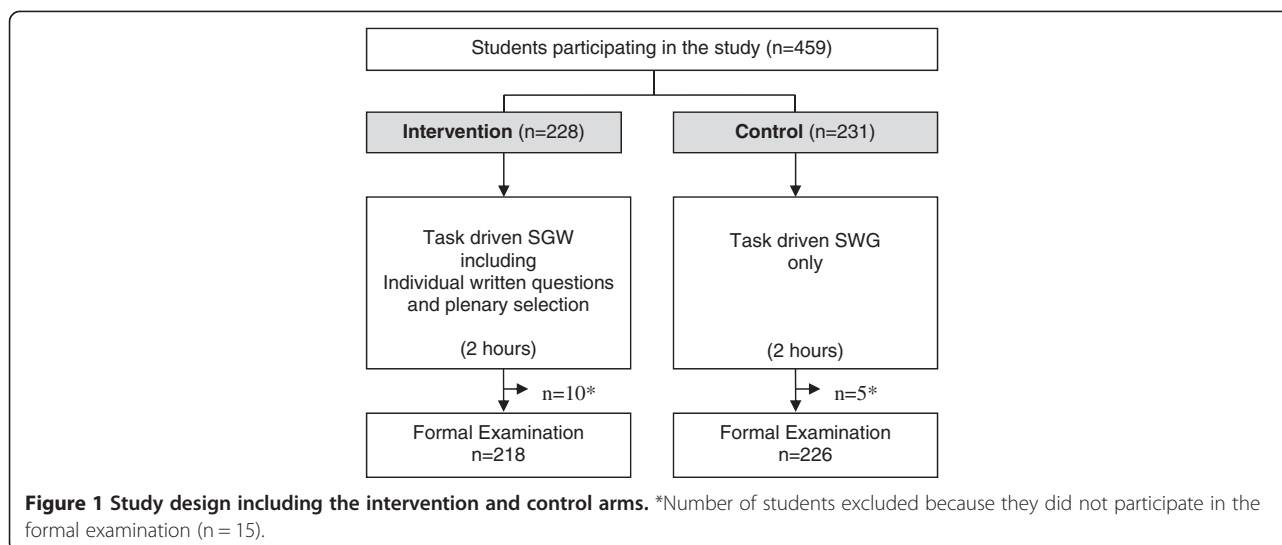 Students participating in the study (n=459)
Intervention (n=228)
Control (n=231)
Task driven SGW
including
Individual written questions
and plenary selection
(2 hours)
Task driven SWG
only
(2 hours)
n=10*
n=5*
Formal Examination
n=218
Formal Examination
n=226
Figure 1 Study design including the intervention and control arms. *Number of students excluded because they did not participate in the
formal examination (n = 15).